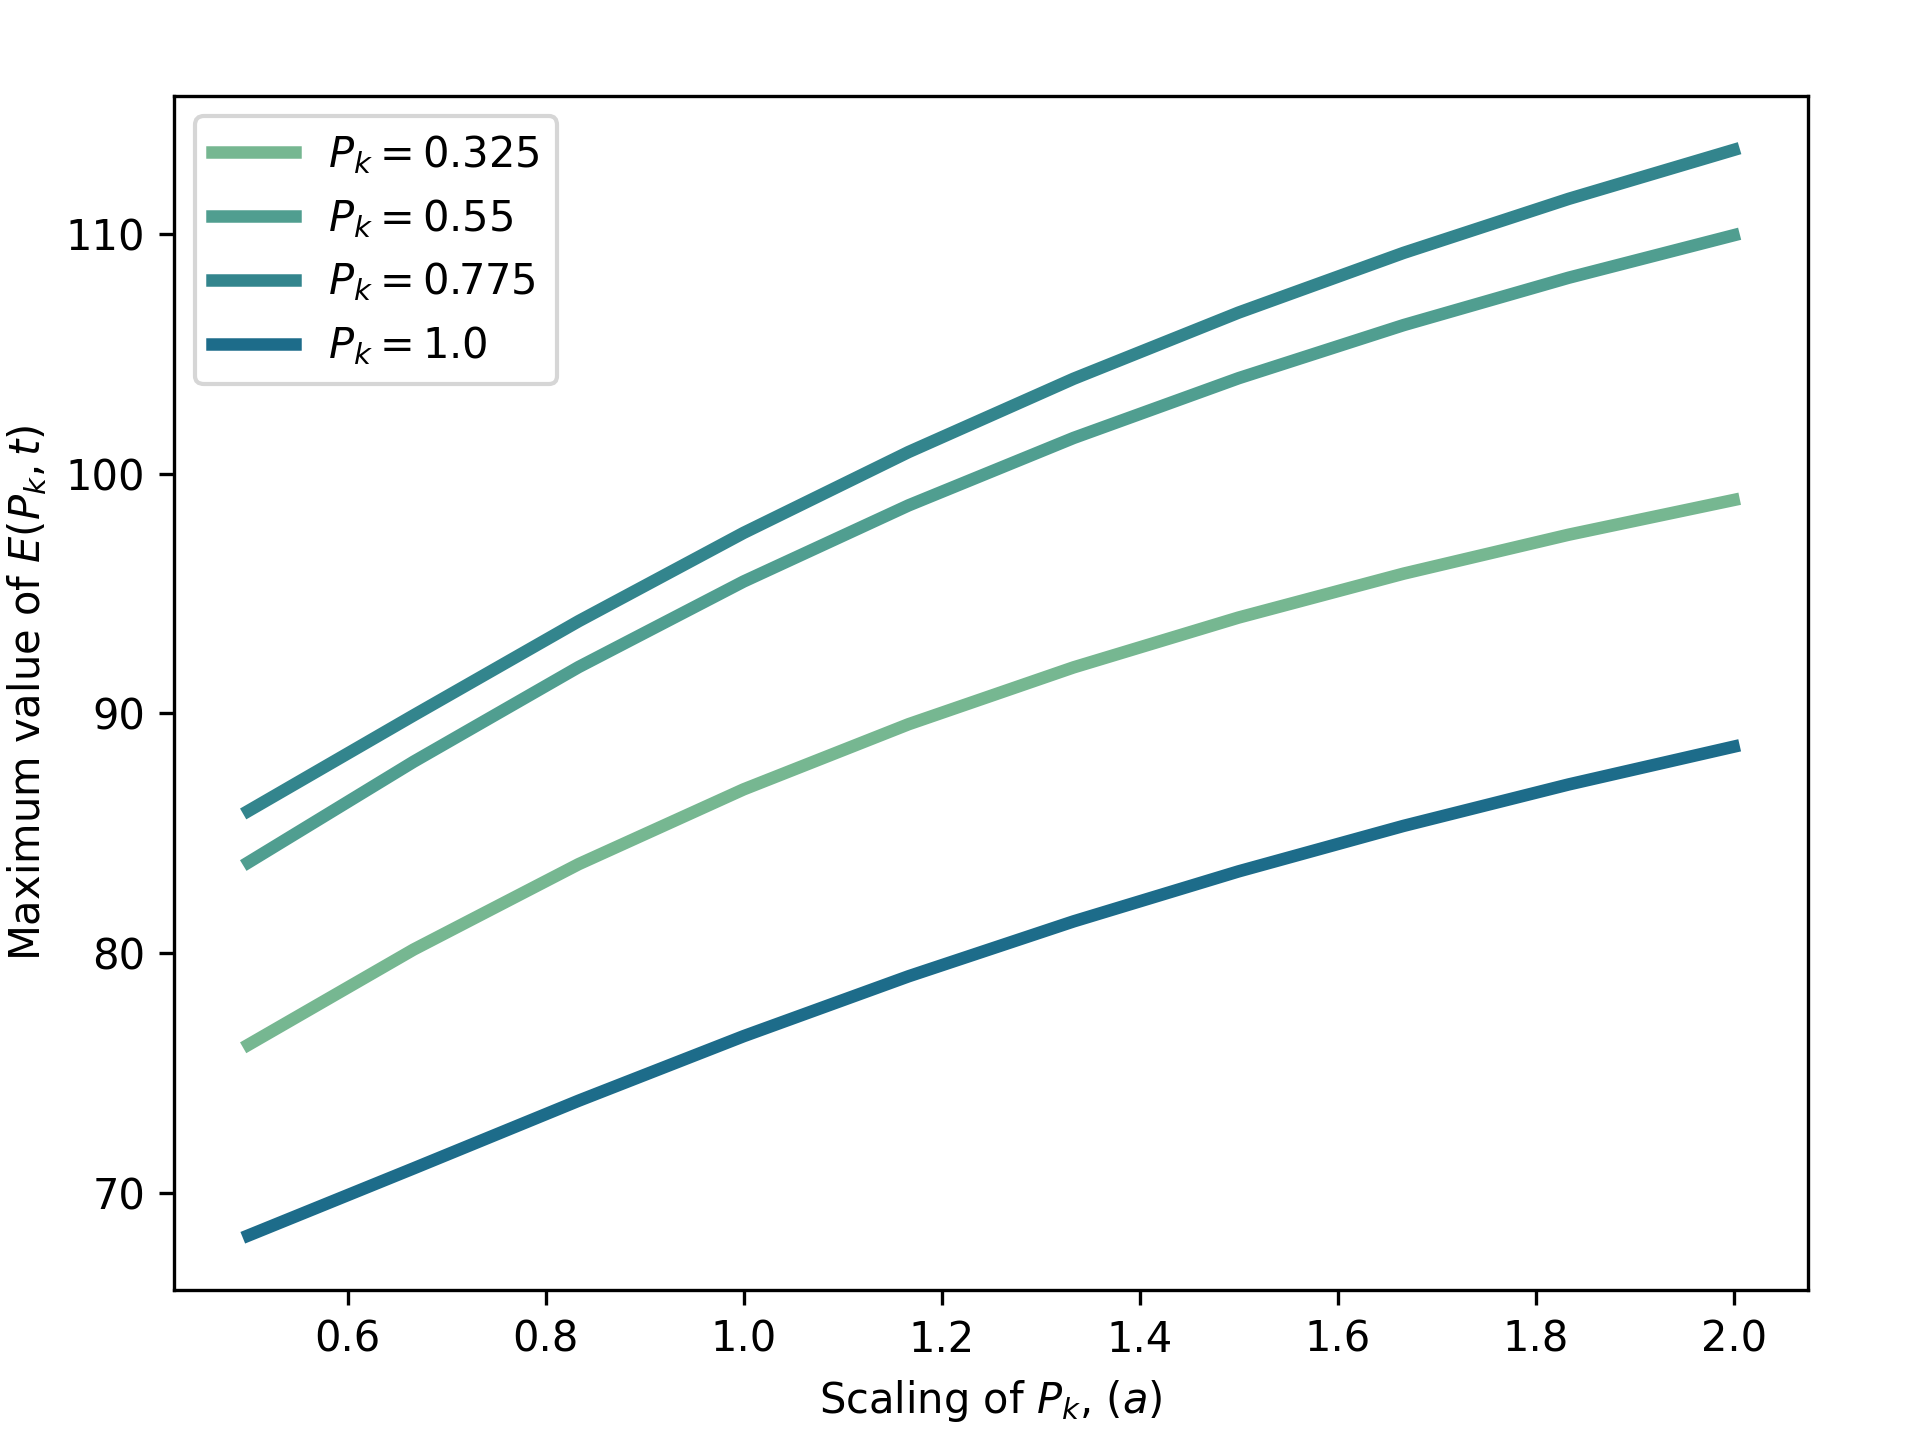 P_k = 0.325
P_k = 0.55
P_k = 0.775
P_k = 1.0
Maximum value of E(P_k, t)
110
100
90
80
70
0.6 0.8 1.0 1.2 1.4 1.6 1.8 2.0
Scaling of P_k, (a)